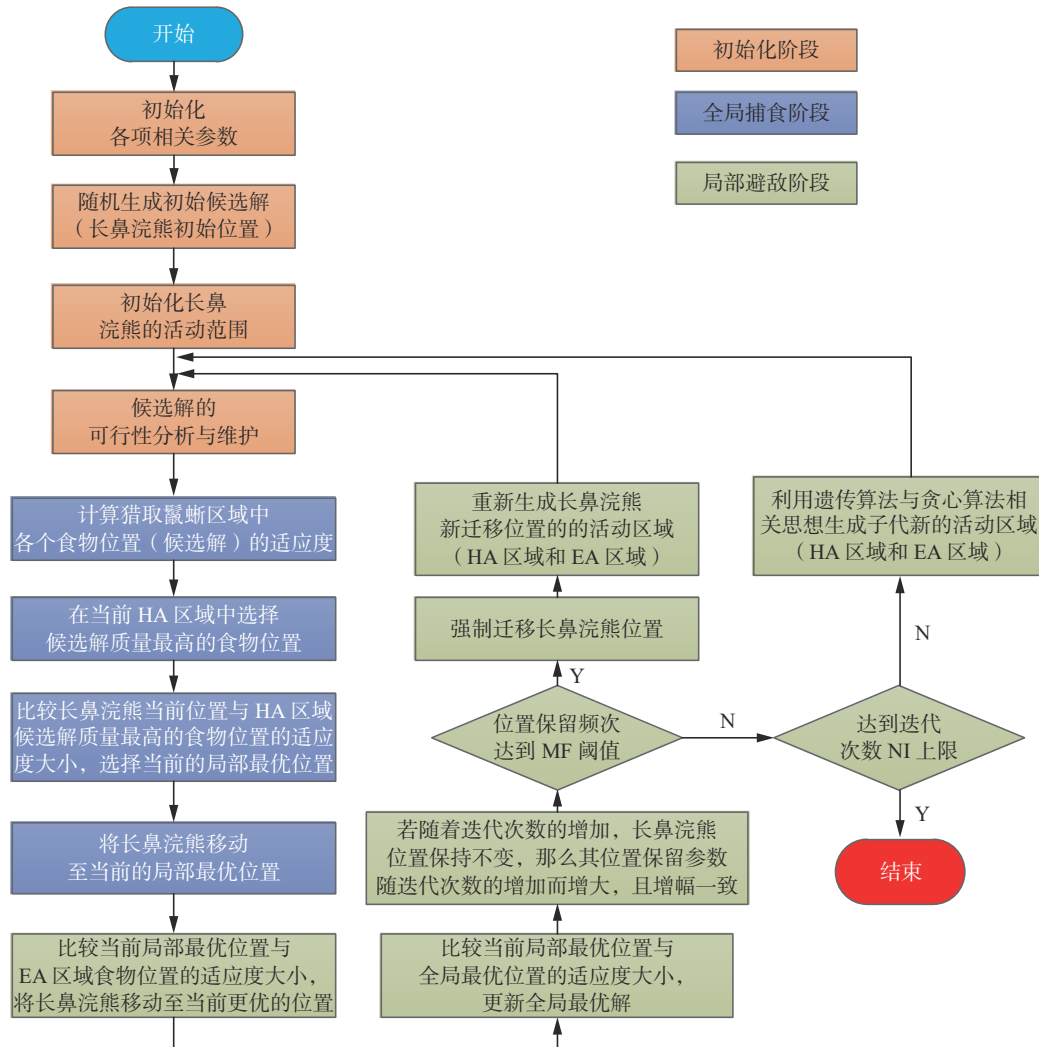 开始
初始化
各项相关参数
随机生成初始候选解
（长鼻浣熊初始位置）
初始化长鼻
浣熊的活动范围
候选解的
可行性分析与维护
计算猎取鬣蜥区域中
各个食物位置（候选解）的适应度
在当前 HA 区域中选择
候选解质量最高的食物位置
比较长鼻浣熊当前位置与 HA 区域
候选解质量最高的食物位置的适应
度大小，选择当前的局部最优位置
将长鼻浣熊移动
至当前的局部最优位置
比较当前局部最优位置与
EA 区域食物位置的适应度大小，
将长鼻浣熊移动至当前更优的位置
比较当前局部最优位置与
全局最优位置的适应度大小，
更新全局最优解
若随着迭代次数的增加，长鼻浣熊
位置保持不变，那么其位置保留参数
随迭代次数的增加而增大，且增幅一致
位置保留频次
达到 MF 阈值
Y
N
强制迁移长鼻浣熊位置
重新生成长鼻浣熊
新迁移位置的的活动区域
（HA 区域和 EA 区域）
达到迭代
次数 NI 上限
N
Y
利用遗传算法与贪心算法相
关思想生成子代新的活动区域
（HA 区域和 EA 区域）
结束
初始化阶段
全局捕食阶段
局部避敌阶段